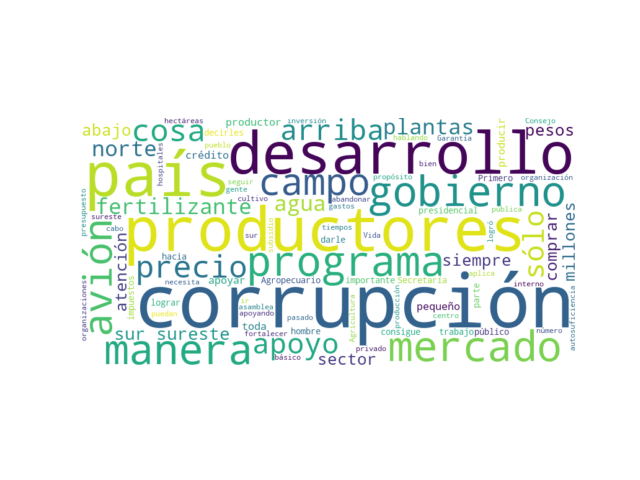 hectáreas
productor
inversión
Consejo
abajo
cosa
decirles
arriba
plantas
hablando
Garantía
producir
pesos
norte
hospitales
crédito
pueblo
desarrollo
bien
país
seguir
gente
campo
propósito
Primero
organización
gobierno
presupuesto
fertilizante
cultivo
agua
abandonar
gastos
presidencial
pública
logró
sureste
cabo
avión
atención
productores
sur
subsidio
tiempos
darle
Vida
sólo
comprar
millones
hacia
precio
programa
siempre
organizaciones
impuestos
necesita
apoyar
Agropecuario
importante
Secretaría
aplica
interno
lograr
puedan
ir
asamblea
apoyando
corrupción
pasado
producción
pequeño
parte
centro
autosuficiencia
sur sureste
toda
fortalecer
hombre
Agricultura
consigue
trabajo
público
número
manera
apoyo
básico
sector
privado
mercado